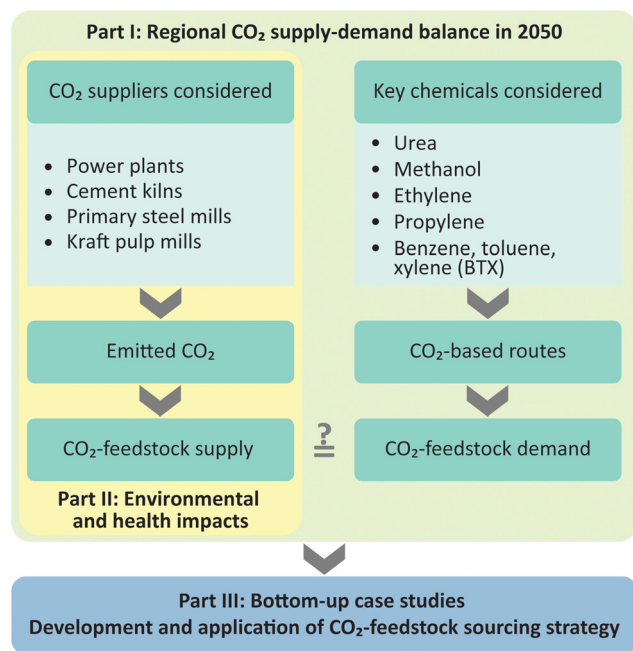 Part I: Regional CO₂ supply-demand balance in 2050
CO₂ suppliers considered
• Power plants
• Cement kilns
• Primary steel mills
• Kraft pulp mills
Emitted CO₂
CO₂-feedstock supply
Part II: Environmental
and health impacts
Key chemicals considered
• Urea
• Methanol
• Ethylene
• Propylene
• Benzene, toluene,
xylene (BTX)
CO₂-based routes
CO₂-feedstock demand
?
=
Part III: Bottom-up case studies
Development and application of CO₂-feedstock sourcing strategy